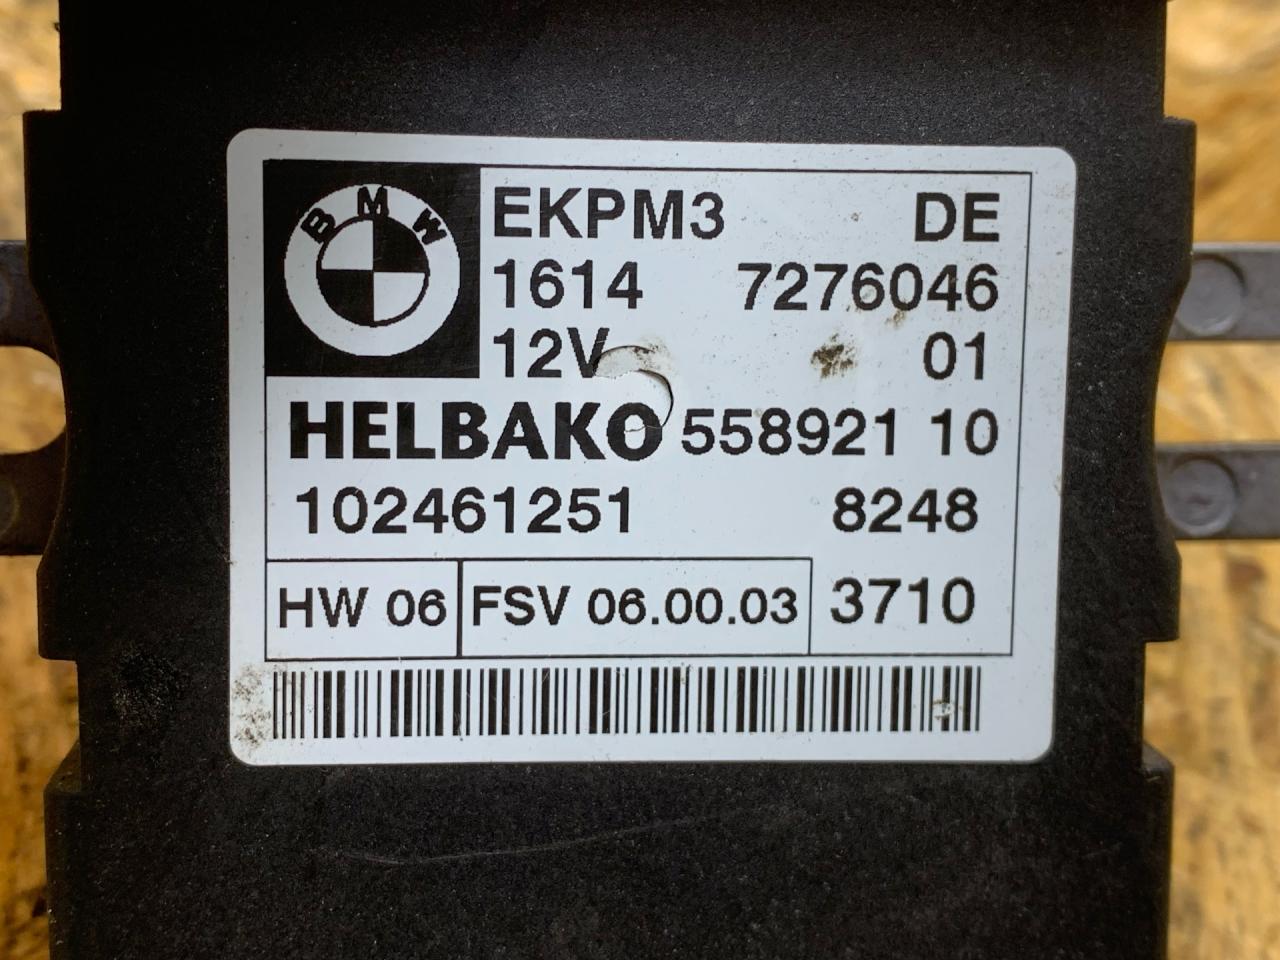 BMW
EKPM3 DE
1614 7276046
12V 01
HELBAKO 558921 10
102461251 8248
HW 06 FSV 06.00.03 3710